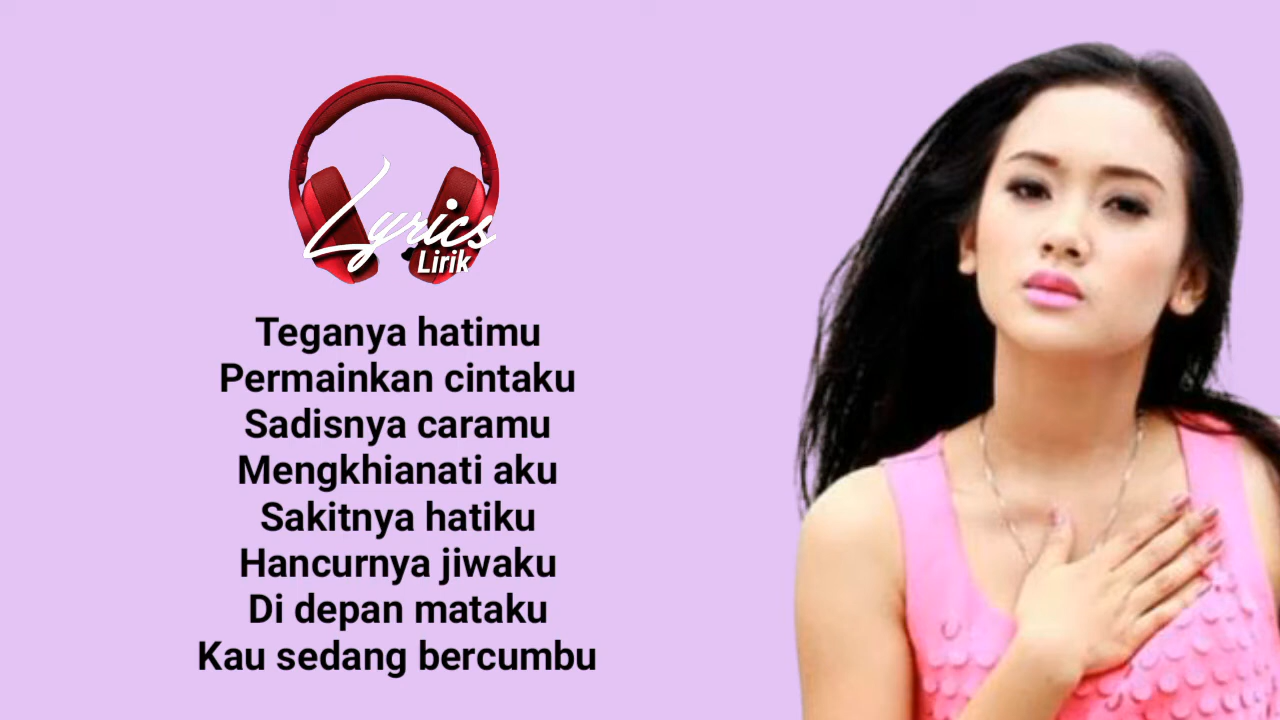 Lyrics
Lirik
Teganya hatimu
Permainkan cintaku
Sadisnya caramu
Mengkhianati aku
Sakitnya hatiku
Hancurnya jiwaku
Di depan mataku
Kau sedang bercumbu